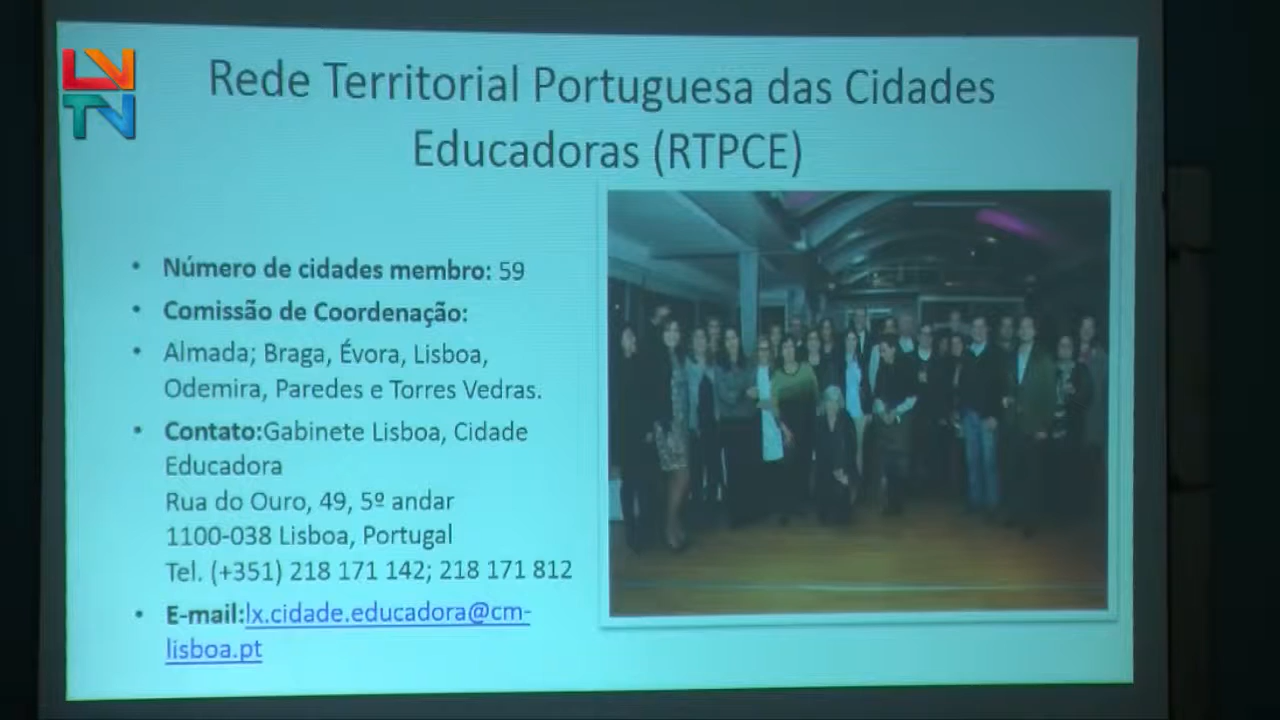 LV
TN
Rede Territorial Portuguesa das Cidades
Educadoras (RTPCE)
• Número de cidades membro: 59
• Comissão de Coordenação:
• Almada; Braga, Évora, Lisboa,
Odemira, Paredes e Torres Vedras.
• Contato:Gabinete Lisboa, Cidade
Educadora
Rua do Ouro, 49, 5º andar
1100-038 Lisboa, Portugal
Tel. (+351) 218 171 142; 218 171 812
• E-mail:lx.cidade.educadora@cm-
lisboa.pt